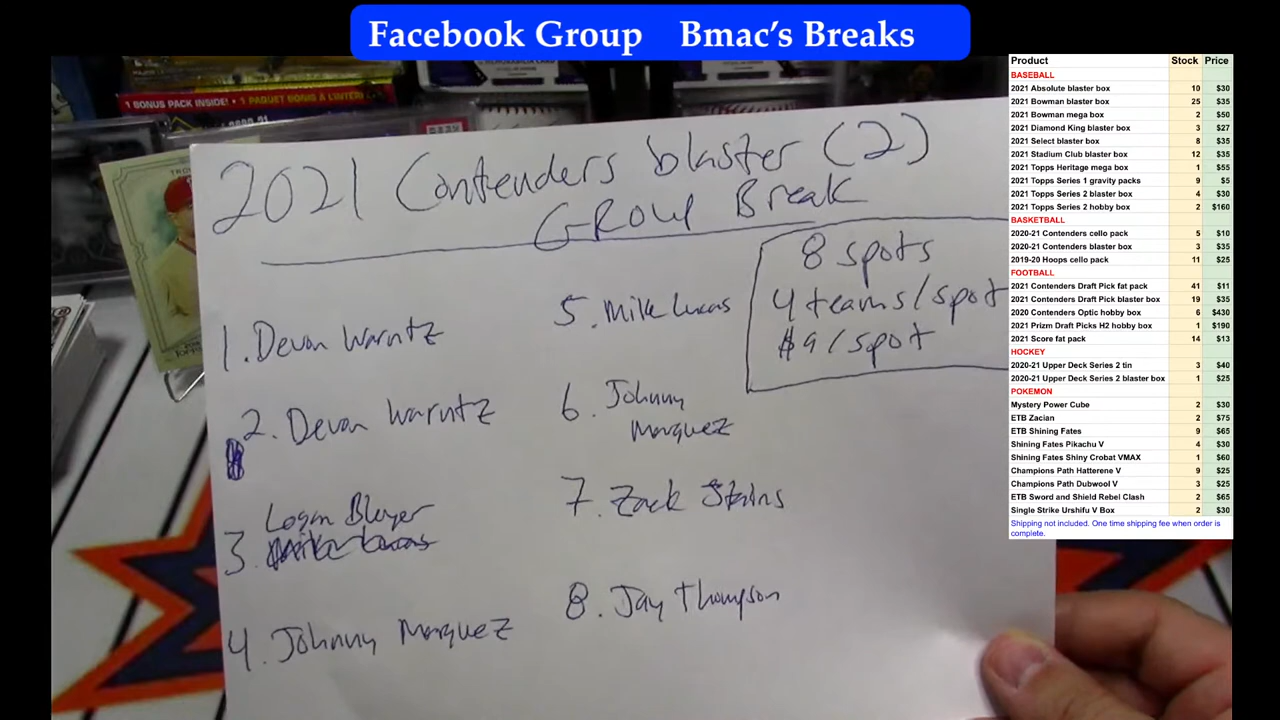 Facebook Group Bmac's Breaks
1 BONUS PACK INSIDE! • 1 PAQUET BONIS A L'INTERI
2021 Contenders blaster (2)
GROUP Break
8 spots
4 teams/spot
$9/spot
1. Devon Warntz
2. Devon Warntz
Logan Bleyer
3. Mike Lucas
4. Johnny Marquez
5. Mike Lucas
6. Johnny
Marquez
7. Zack Stains
8. Jay Thompson
Product Stock Price
BASEBALL
2021 Absolute blaster box 10 $30
2021 Bowman blaster box 25 $35
2021 Bowman mega box 2 $50
2021 Diamond King blaster box 3 $27
2021 Select blaster box 8 $35
2021 Stadium Club blaster box 12 $35
2021 Topps Heritage mega box 1 $55
2021 Topps Series 1 gravity packs 9 $5
2021 Topps Series 2 blaster box 4 $30
2021 Topps Series 2 hobby box 2 $160
BASKETBALL
2020-21 Contenders cello pack 5 $10
2020-21 Contenders blaster box 3 $35
2019-20 Hoops cello pack 11 $25
FOOTBALL
2021 Contenders Draft Pick fat pack 41 $11
2021 Contenders Draft Pick blaster box 19 $35
2020 Contenders Optic hobby box 6 $430
2021 Prizm Draft Picks H2 hobby box 1 $190
2021 Score fat pack 14 $13
HOCKEY
2020-21 Upper Deck Series 2 tin 3 $40
2020-21 Upper Deck Series 2 blaster box 1 $25
POKEMON
Mystery Power Cube 2 $30
ETB Zacian 2 $75
ETB Shining Fates 9 $65
Shining Fates Pikachu V 4 $30
Shining Fates Shiny Crobat VMAX 1 $60
Champions Path Hatterene V 9 $25
Champions Path Dubwool V 3 $25
ETB Sword and Shield Rebel Clash 2 $65
Single Strike Urshifu V Box 2 $30
Shipping not included. One time shipping fee when order is
complete.